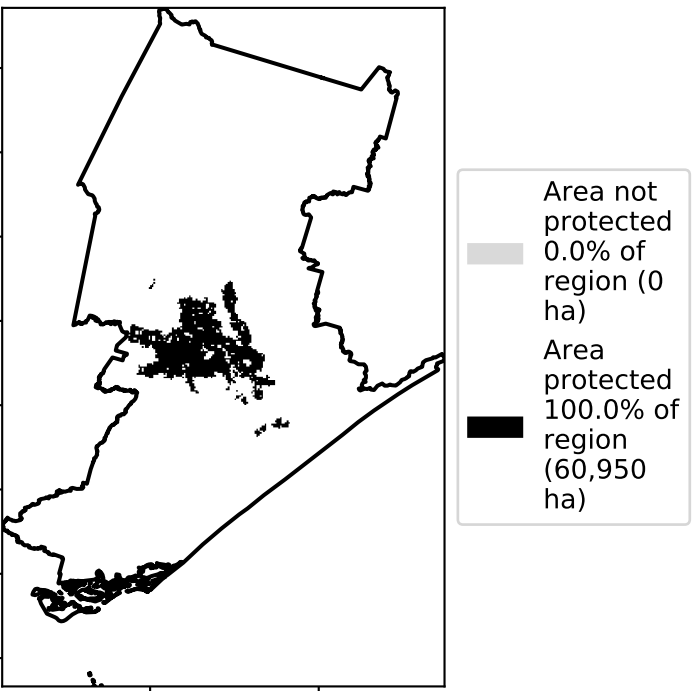 Area not
protected
0.0% of
region (0
ha)
Area
protected
100.0% of
region
(60,950
ha)